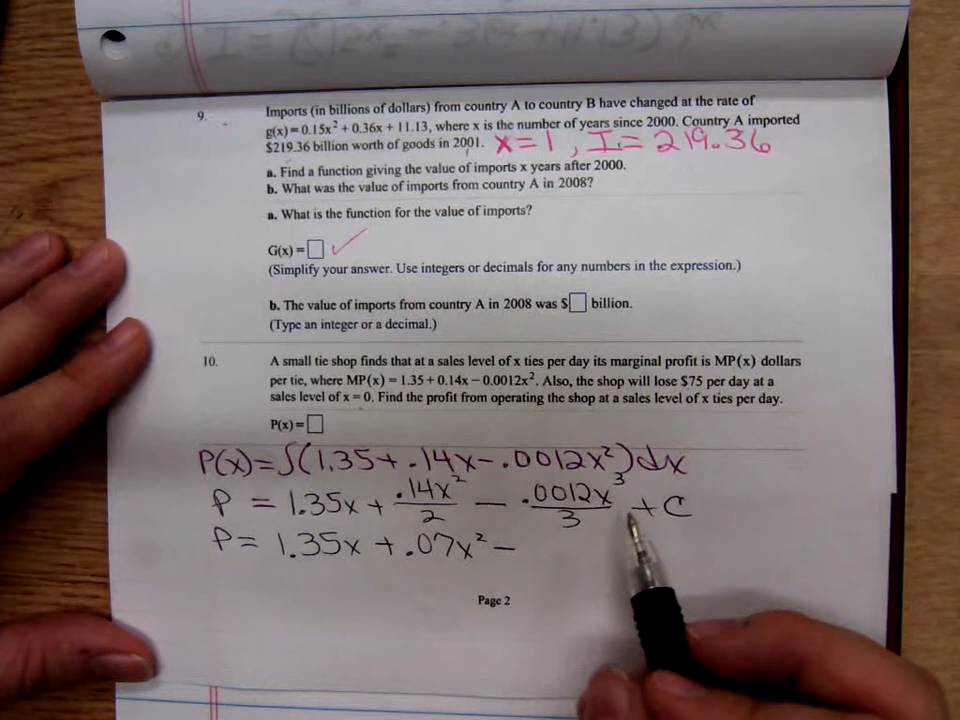 9. Imports (in billions of dollars) from country A to country B have changed at the rate of
g(x) = 0.15x² + 0.36x + 11.13, where x is the number of years since 2000. Country A imported
$219.36 billion worth of goods in 2001. x = 1 , I = 219.36
a. Find a function giving the value of imports x years after 2000.
b. What was the value of imports from country A in 2008?
a. What is the function for the value of imports?
G(x) = □ ✓
(Simplify your answer. Use integers or decimals for any numbers in the expression.)
b. The value of imports from country A in 2008 was $□ billion.
(Type an integer or a decimal.)
10. A small tie shop finds that at a sales level of x ties per day its marginal profit is MP(x) dollars
per tie, where MP(x) = 1.35 + 0.14x − 0.0012x². Also, the shop will lose $75 per day at a
sales level of x = 0. Find the profit from operating the shop at a sales level of x ties per day.
P(x) = □
P(x) = ∫(1.35 + .14x − .0012x²)dx
P = 1.35x + .14x²/2 − .0012x³/3 + C
P = 1.35x + .07x² −
Page 2